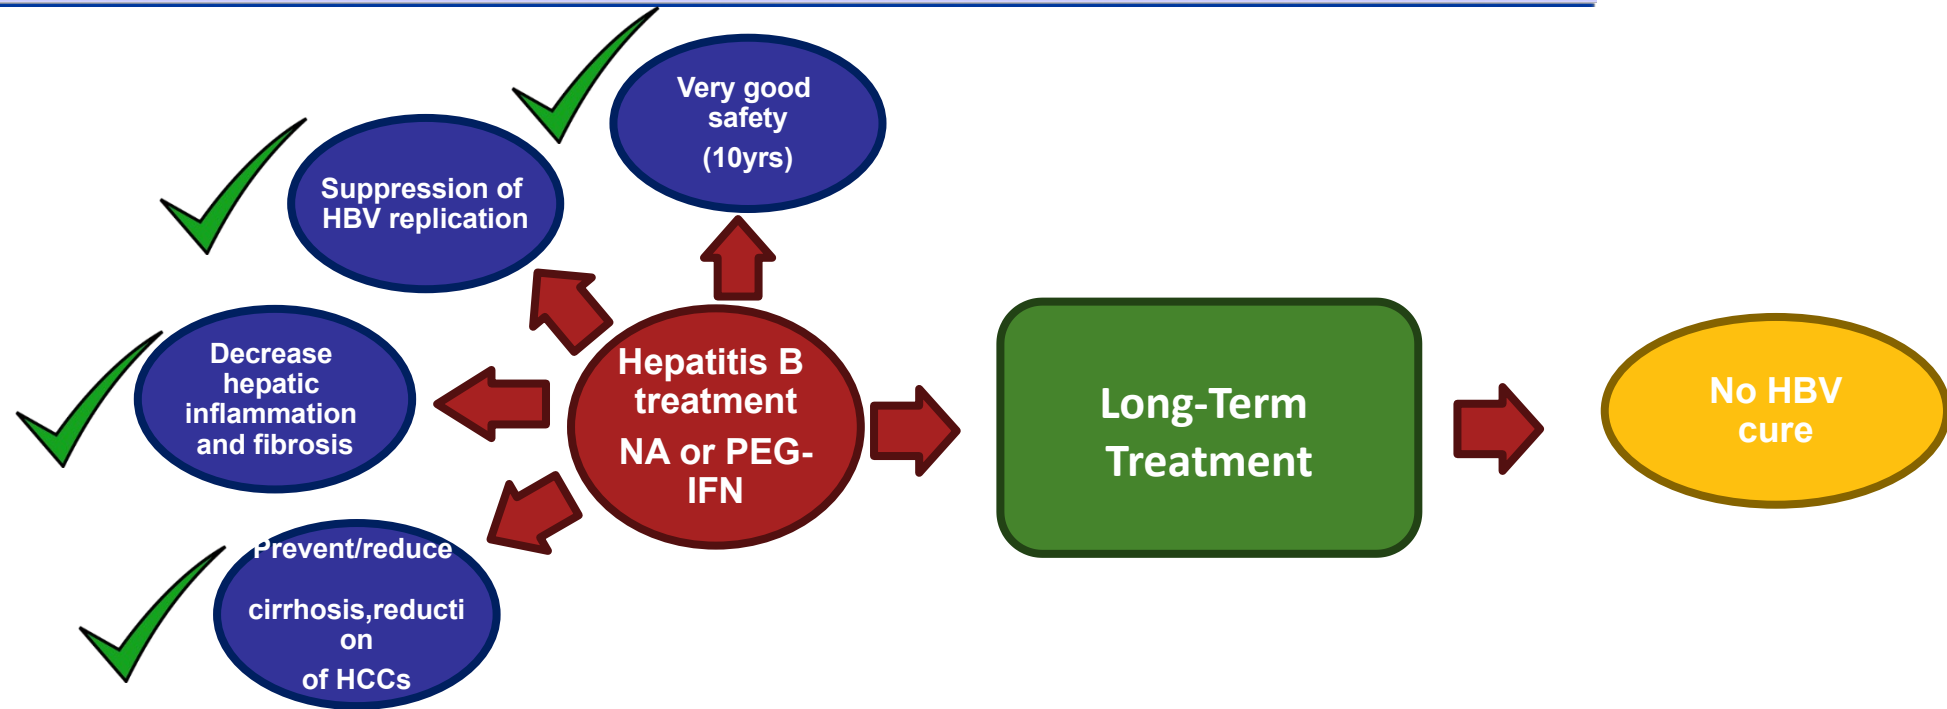 Very good
safety
(10yrs)
Suppression of
HBV replication
Decrease
hepatic
inflammation
and fibrosis
Prevent/reduce
cirrhosis,reducti
on
of HCCs
Hepatitis B
treatment
NA or PEG-
IFN
Long-Term
Treatment
No HBV
cure